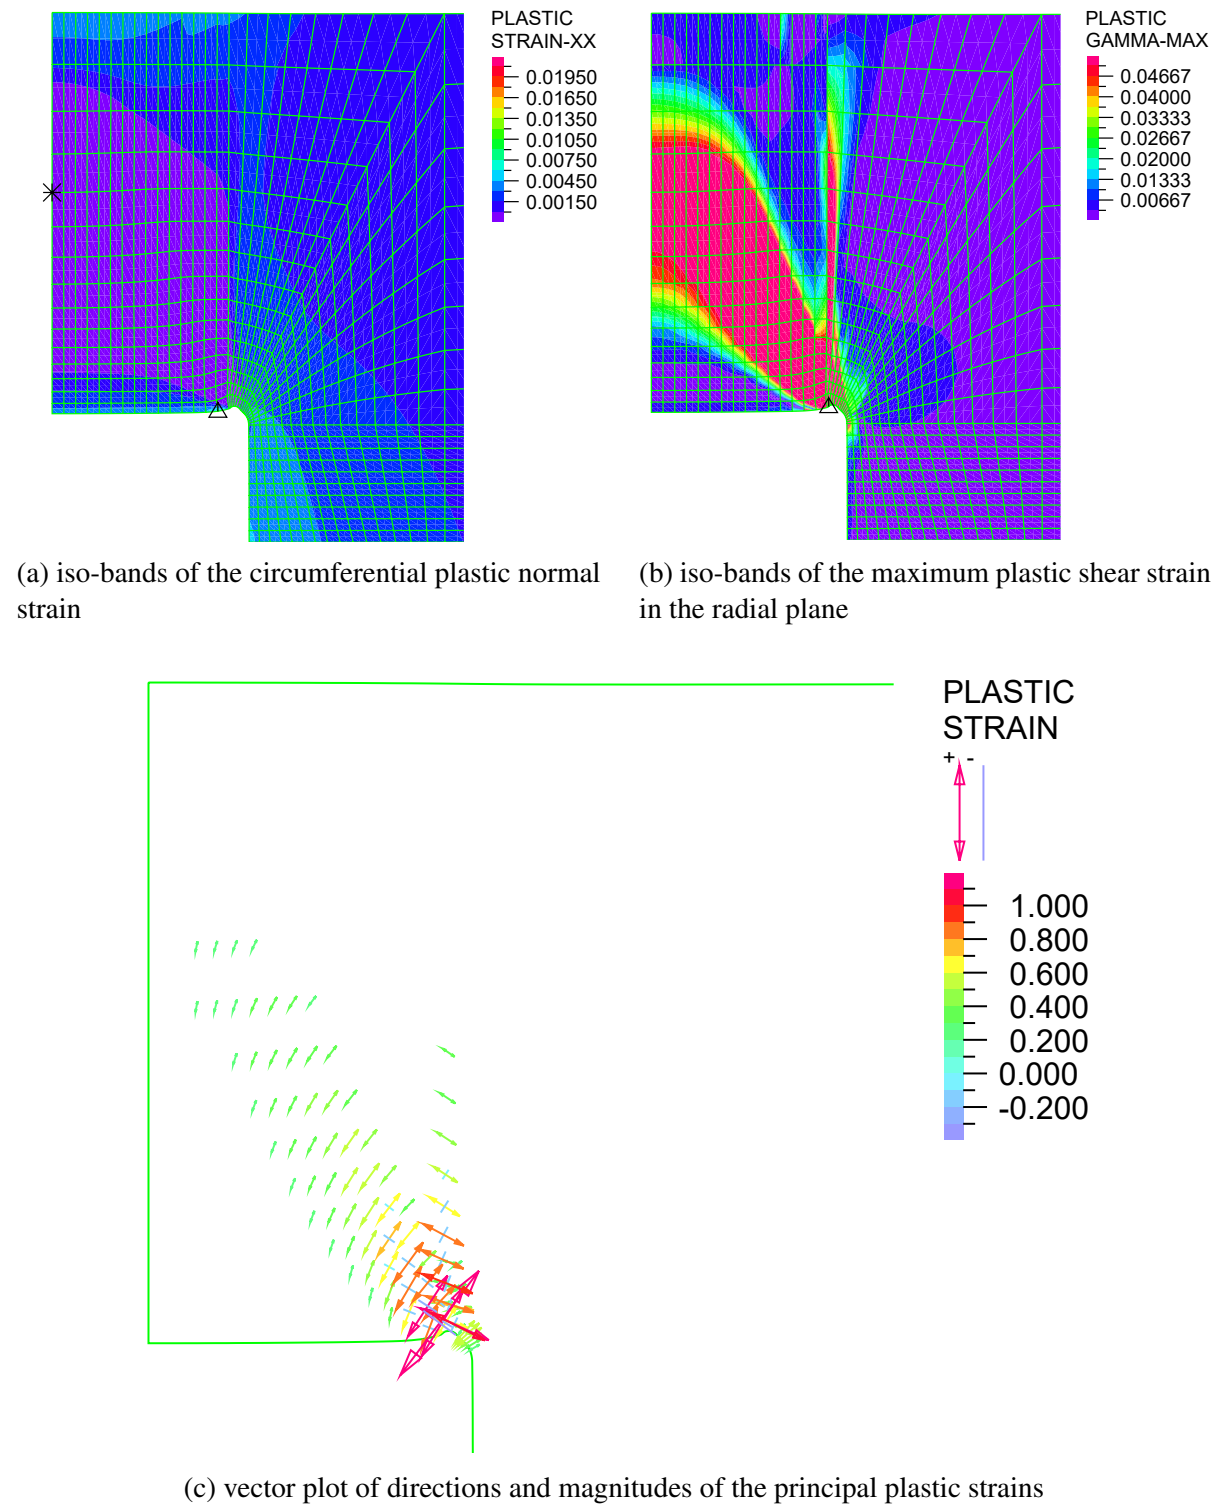 PLASTIC
STRAIN-XX
0.01950
0.01650
0.01350
0.01050
0.00750
0.00450
0.00150
PLASTIC
GAMMA-MAX
0.04667
0.04000
0.03333
0.02667
0.02000
0.01333
0.00667
(a) iso-bands of the circumferential plastic normal
strain
(b) iso-bands of the maximum plastic shear strain
in the radial plane
PLASTIC
STRAIN
+ -
1.000
0.800
0.600
0.400
0.200
0.000
-0.200
(c) vector plot of directions and magnitudes of the principal plastic strains